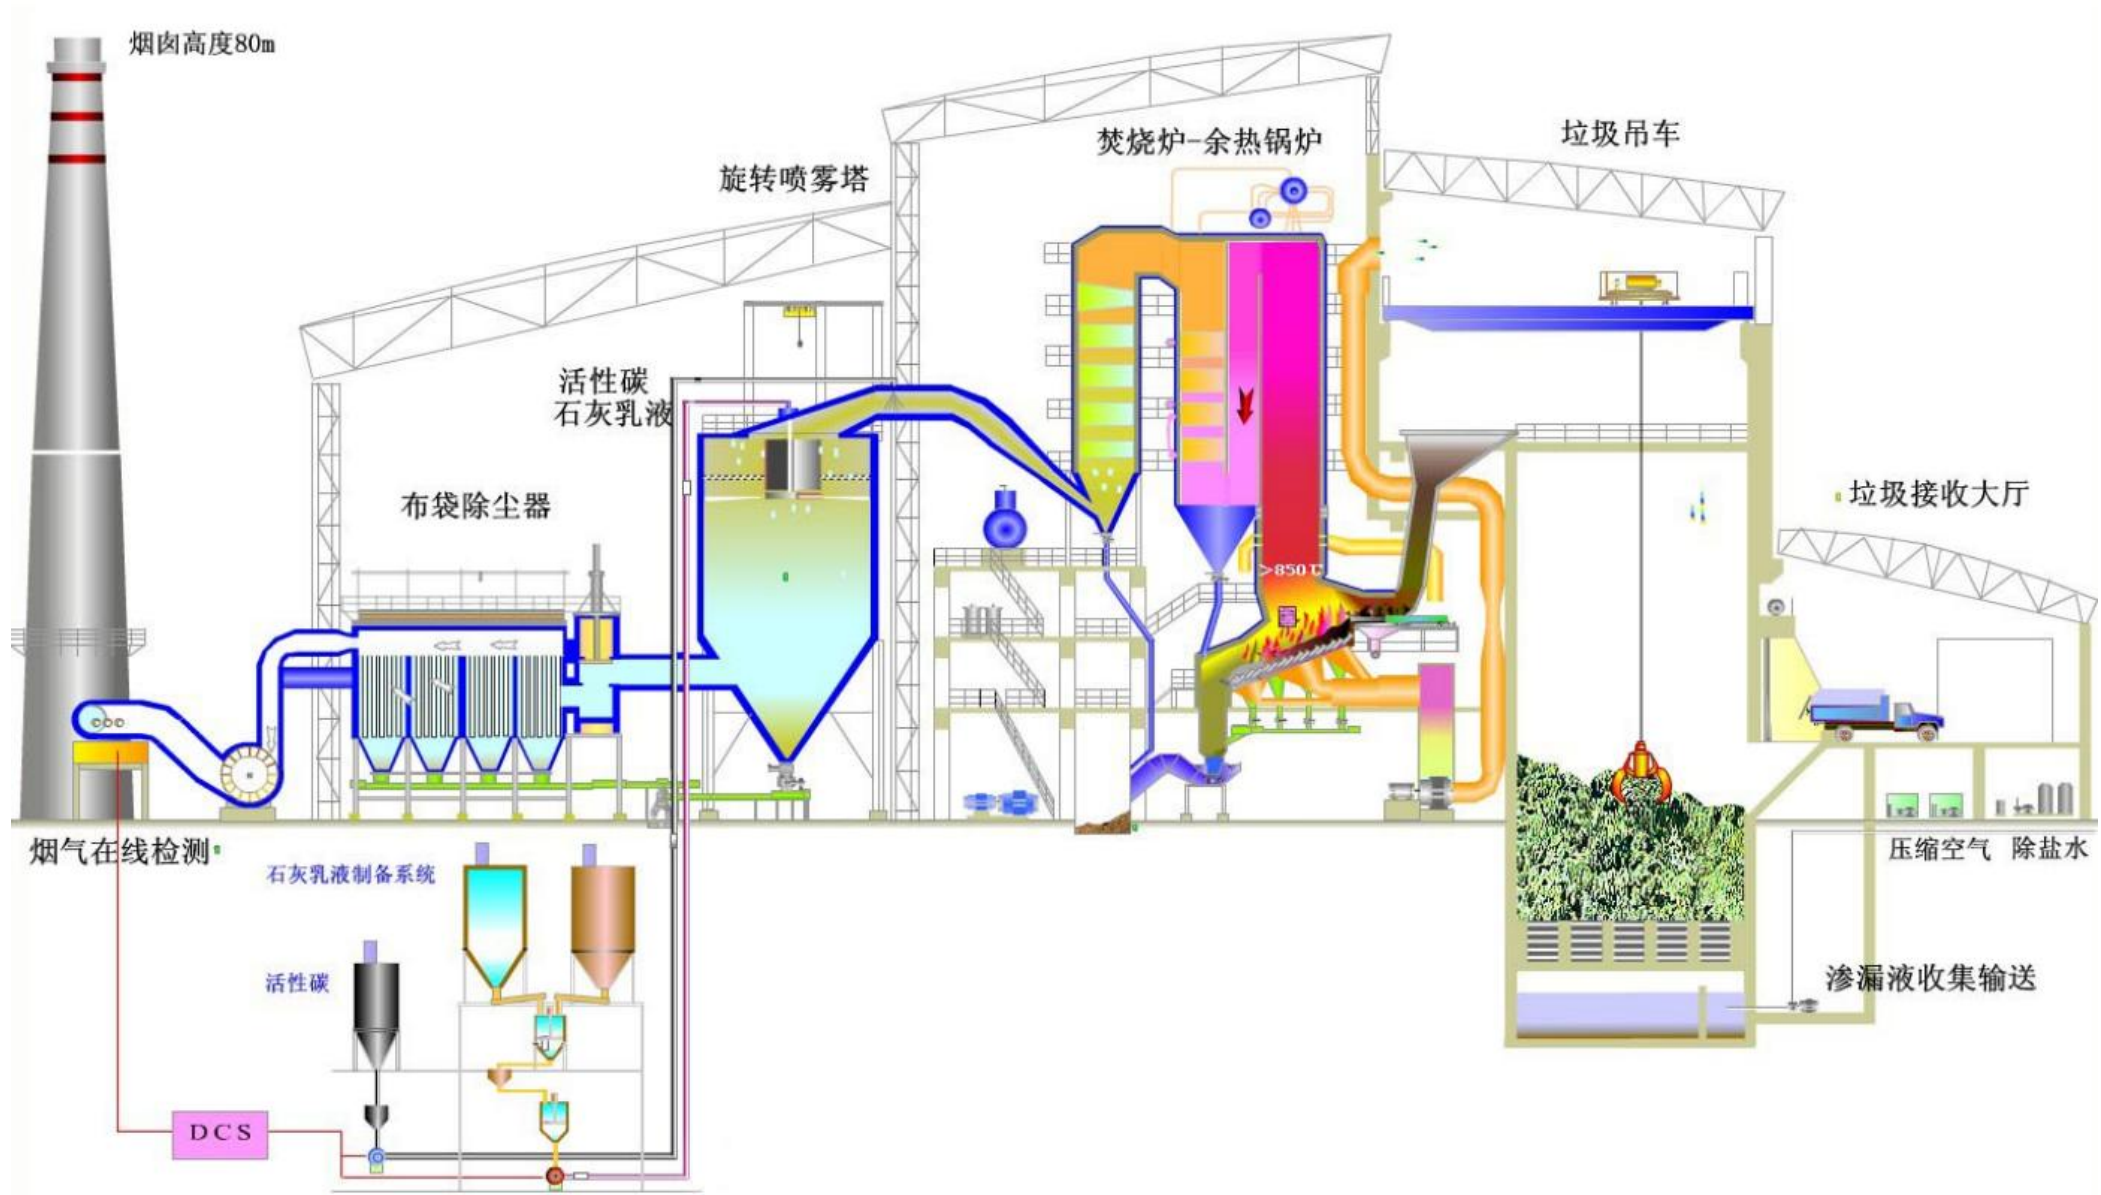 烟囱高度80m
焚烧炉-余热锅炉
垃圾吊车
旋转喷雾塔
活性碳
石灰乳液
布袋除尘器
垃圾接收大厅
>850℃
烟气在线检测
压缩空气
除盐水
石灰乳液制备系统
活性碳
渗漏液收集输送
DCS